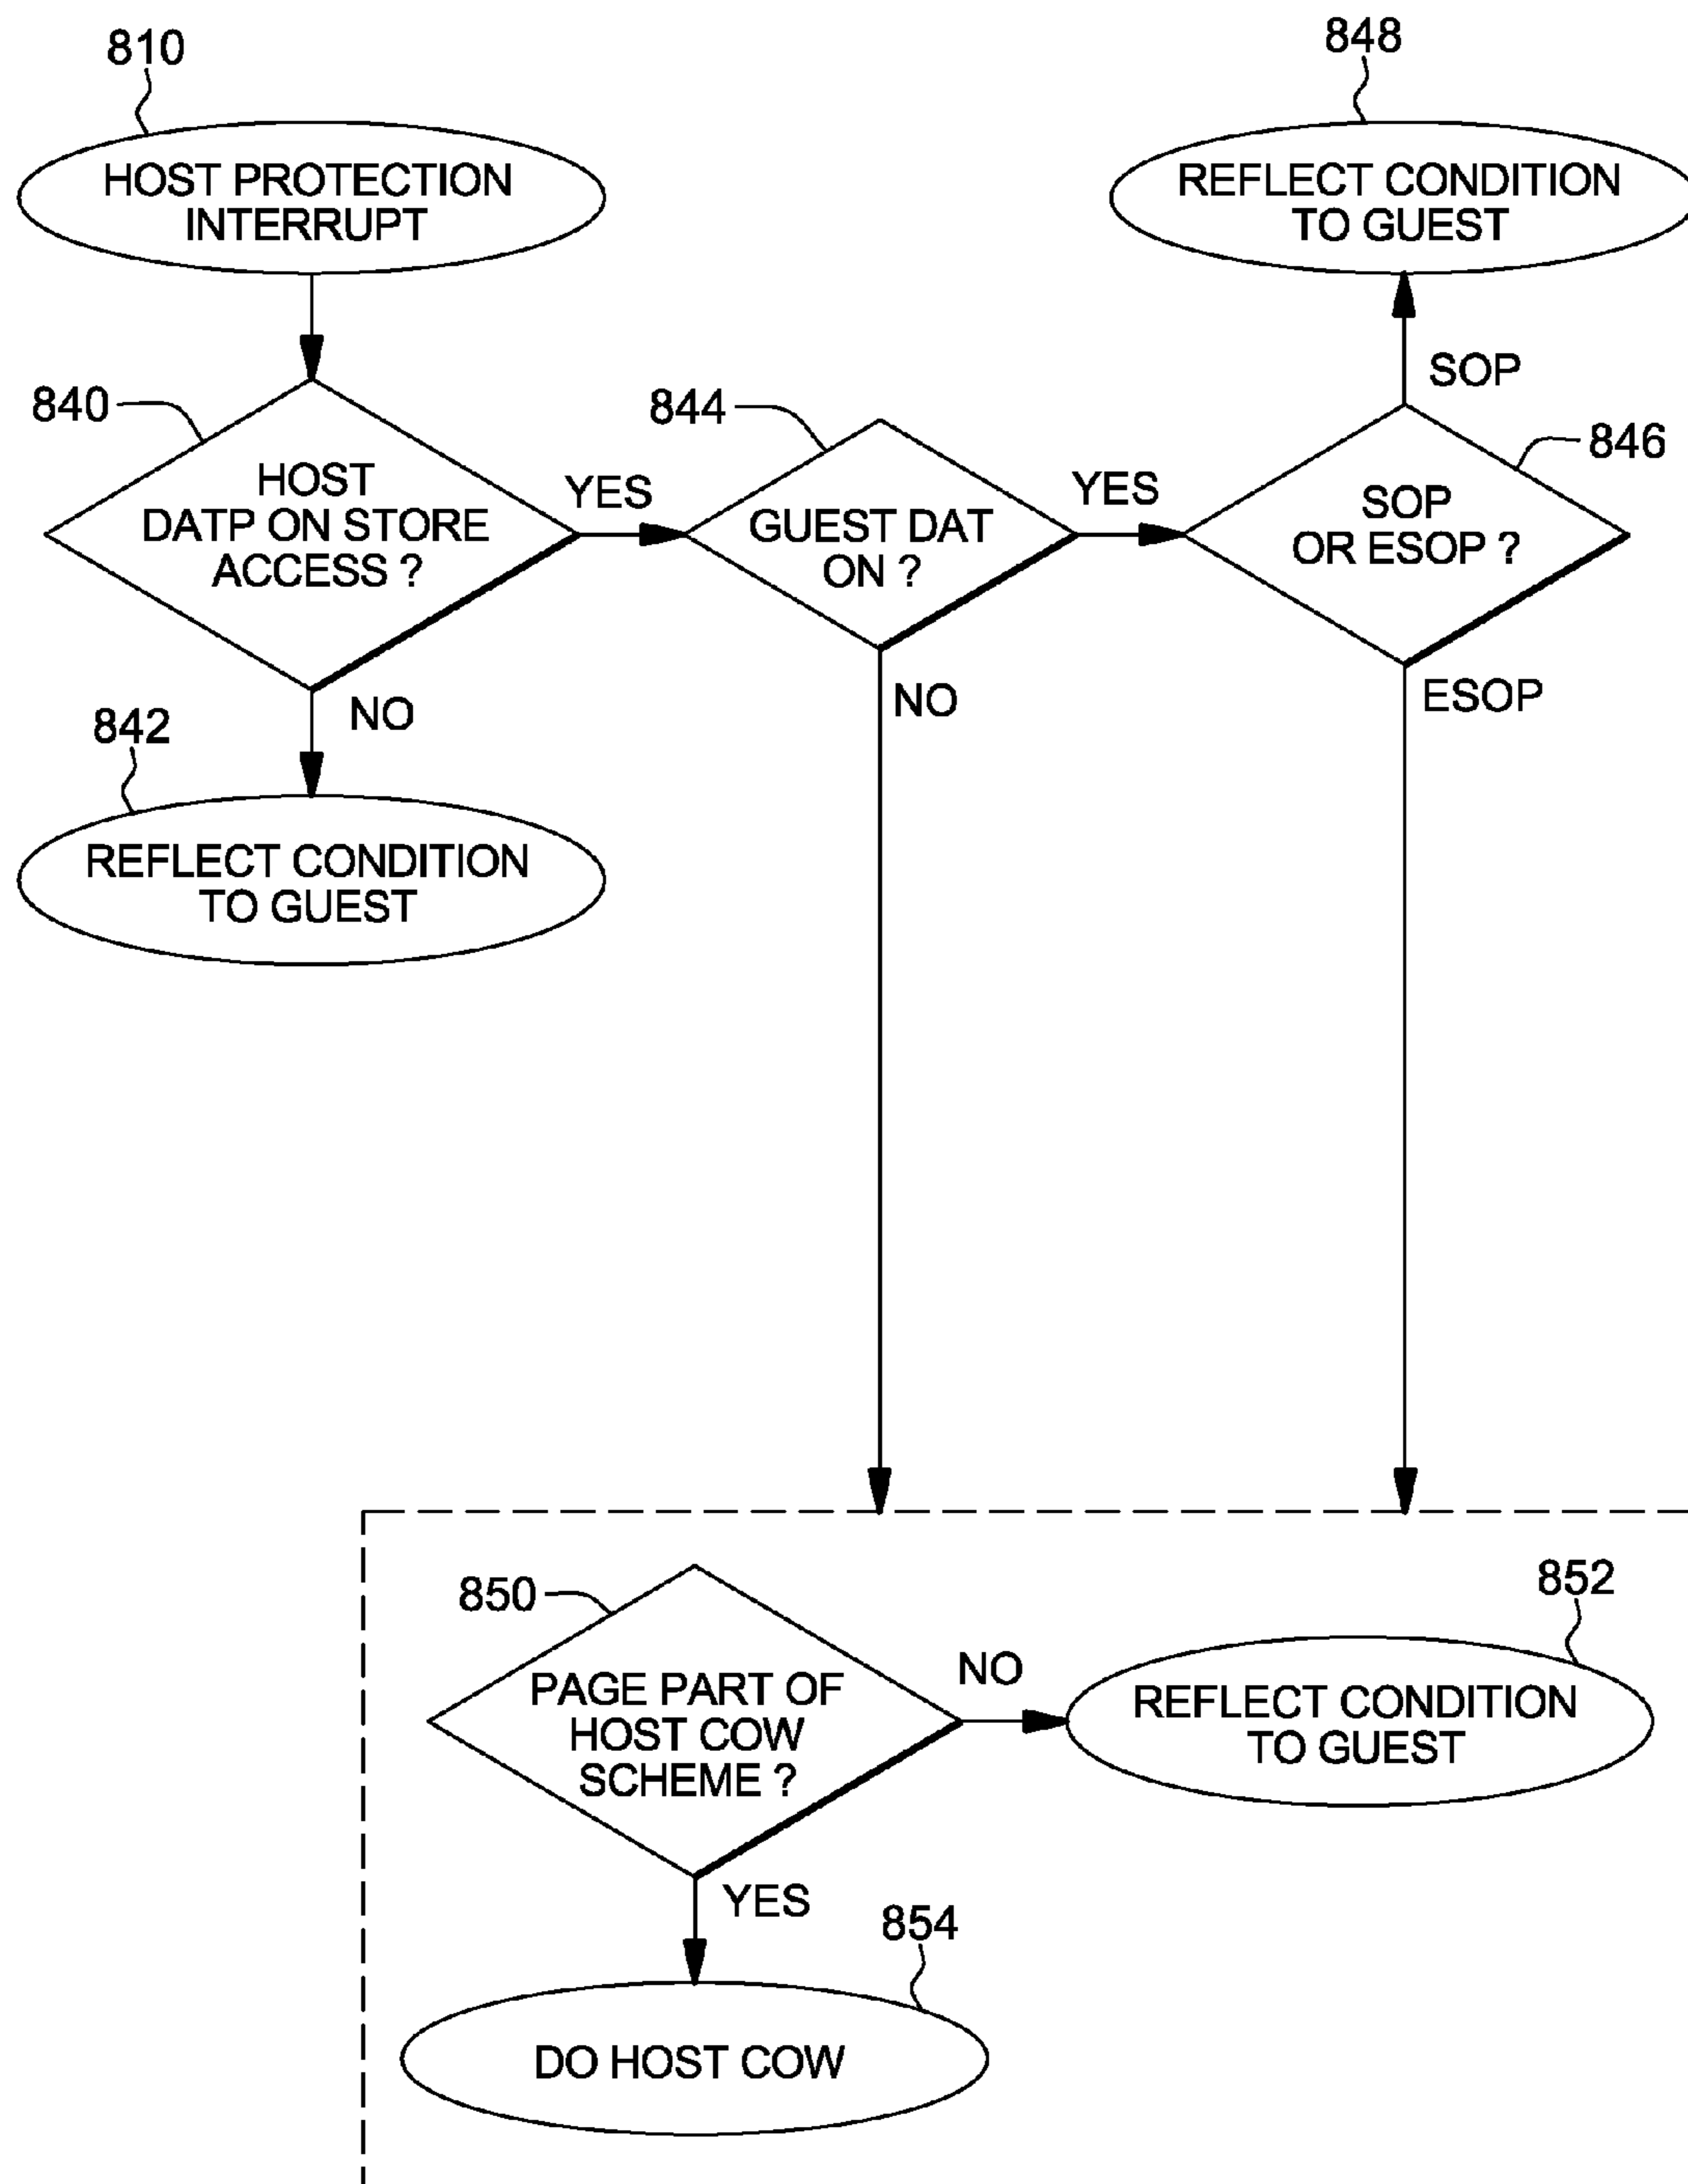 810
HOST PROTECTION
INTERRUPT
848
REFLECT CONDITION
TO GUEST
SOP
840
HOST
DATP ON STORE
ACCESS ?
YES
844
GUEST DAT
ON ?
YES
846
SOP
OR ESOP ?
NO
842
REFLECT CONDITION
TO GUEST
NO
ESOP
850
PAGE PART OF
HOST COW
SCHEME ?
NO
852
REFLECT CONDITION
TO GUEST
YES
854
DO HOST COW